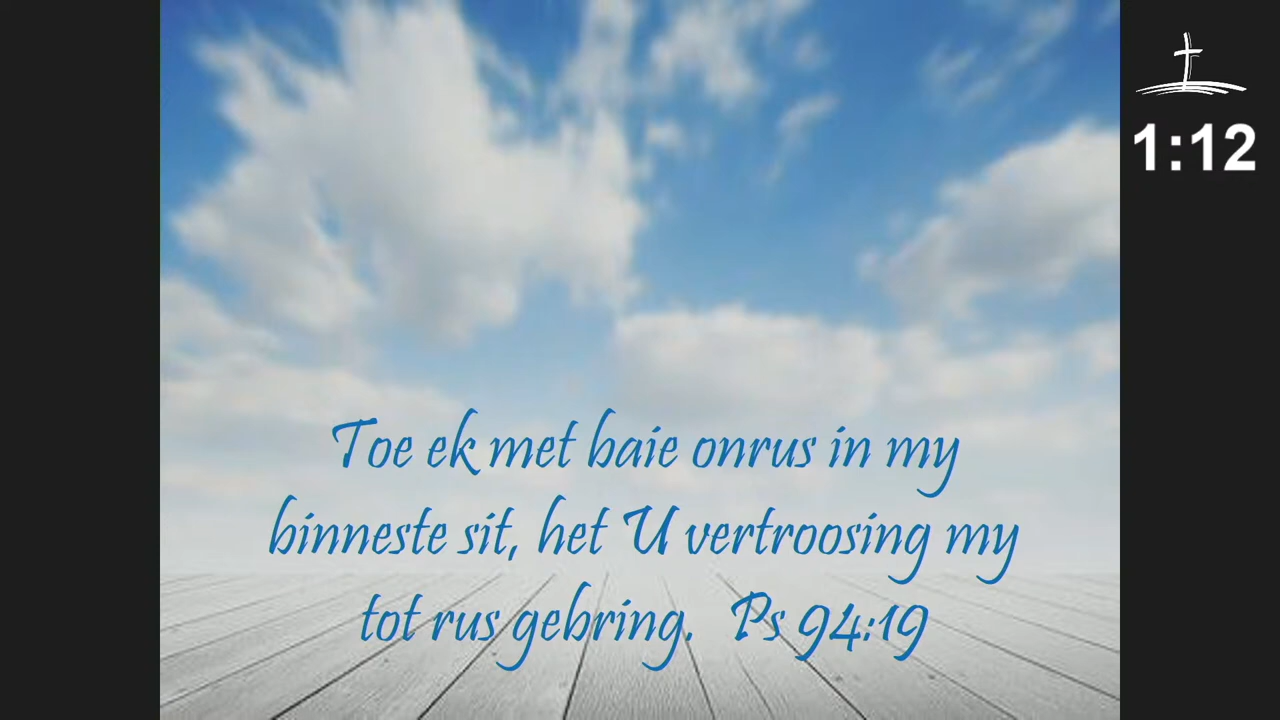 1:12
Toe ek met baie onrus in my
binneste sit, het U vertroosing my
tot rus gebring. Ps 94:19